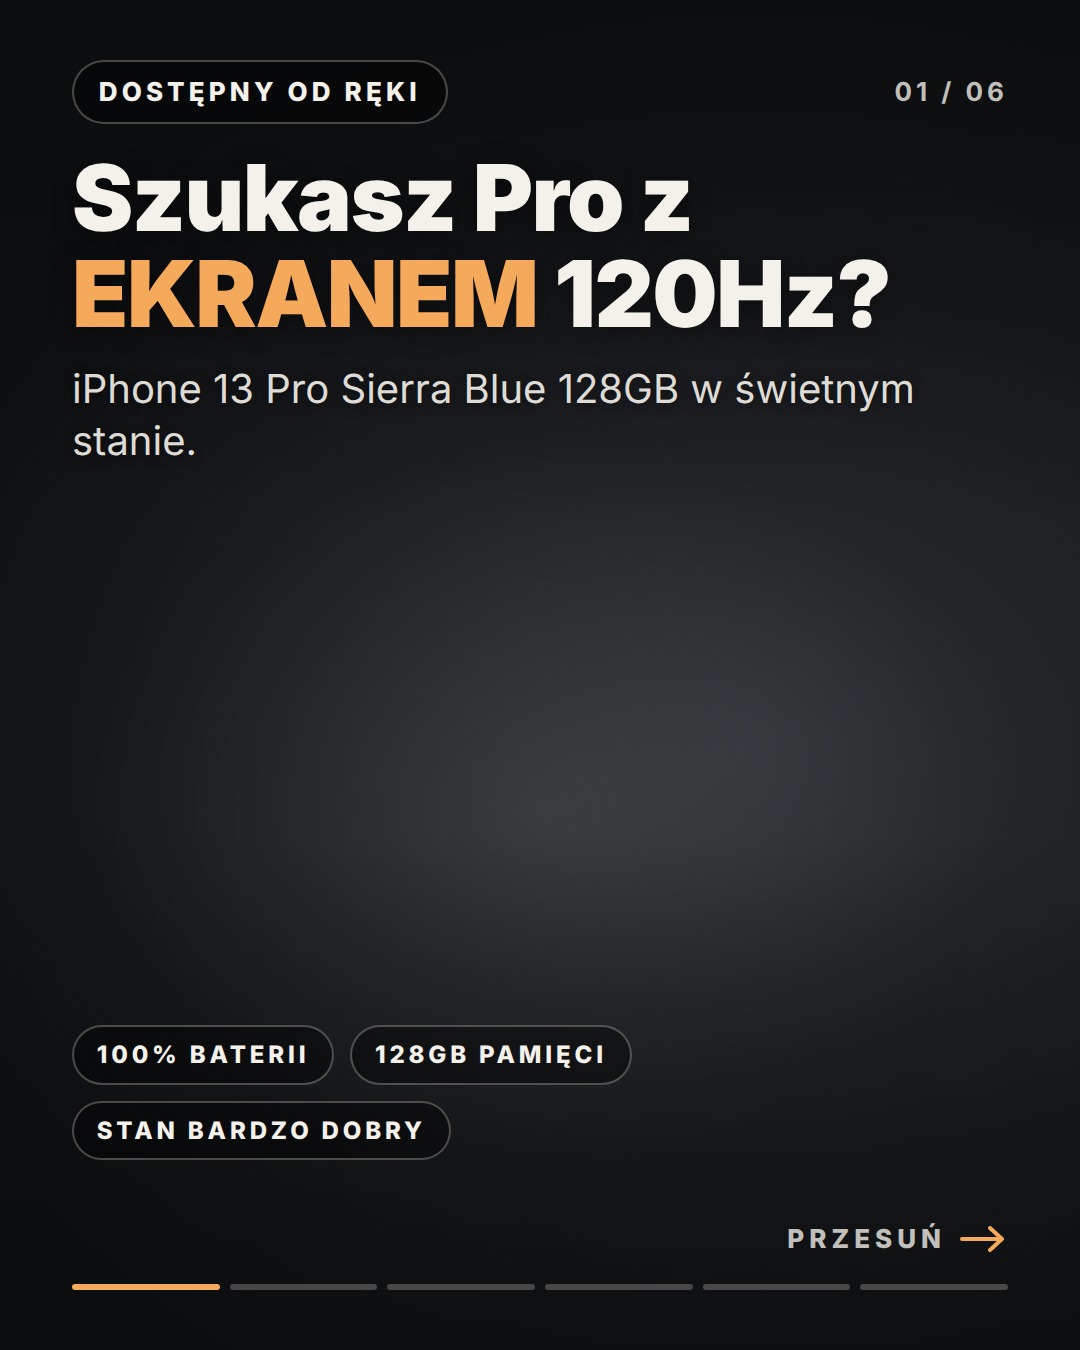 DOSTĘPNY OD RĘKI
01 / 06
Szukasz Pro z
EKRANEM 120Hz?
iPhone 13 Pro Sierra Blue 128GB w świetnym
stanie.
100% BATERII
128GB PAMIĘCI
STAN BARDZO DOBRY
PRZESUŃ